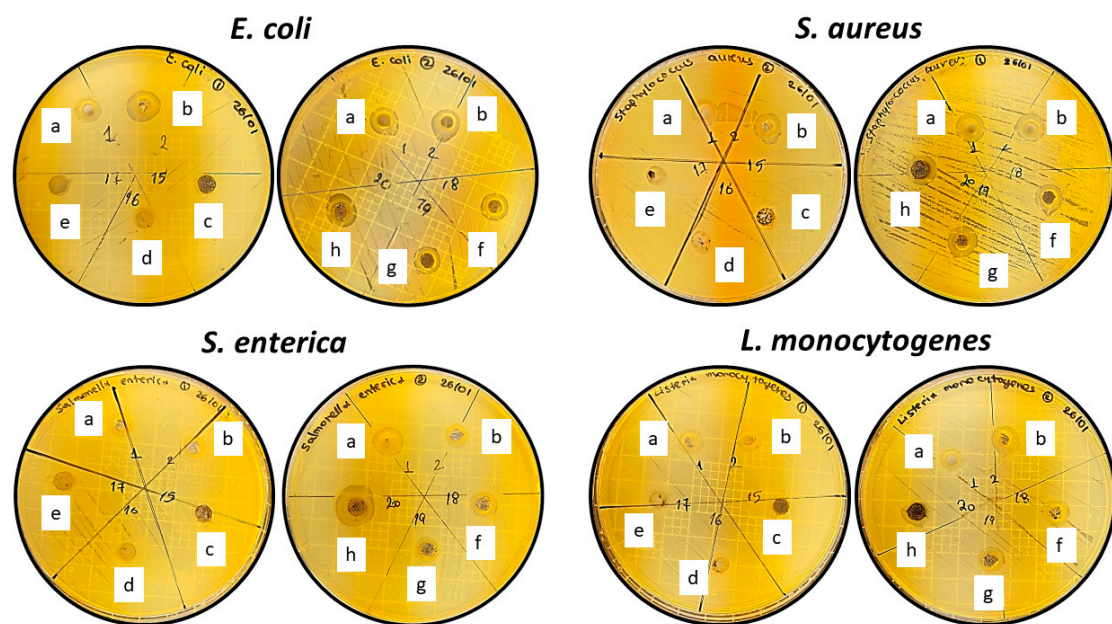 E. coli
S. aureus
E. coli ① 26/01
a
b
1
2
17
15
16
e
c
d
E. coli ② 26/01
a
b
1
2
20
18
19
h
f
g
Staphylococcus aureus ② 26/01
a
b
1
2
17
15
16
e
c
d
Staphylococcus aureus 26/01
a
b
1
18
20
19
h
f
g
S. enterica
L. monocytogenes
Salmonella enterica ① 26/01
a
b
1
2
17
15
16
e
c
d
Salmonella enterica ② 26/01
a
b
1
2
20
18
19
h
f
g
Listeria monocytogenes ① 26/01
a
b
1
2
17
15
16
e
c
d
Listeria monocytogenes ② 26/01
a
b
1
2
20
18
19
h
f
g